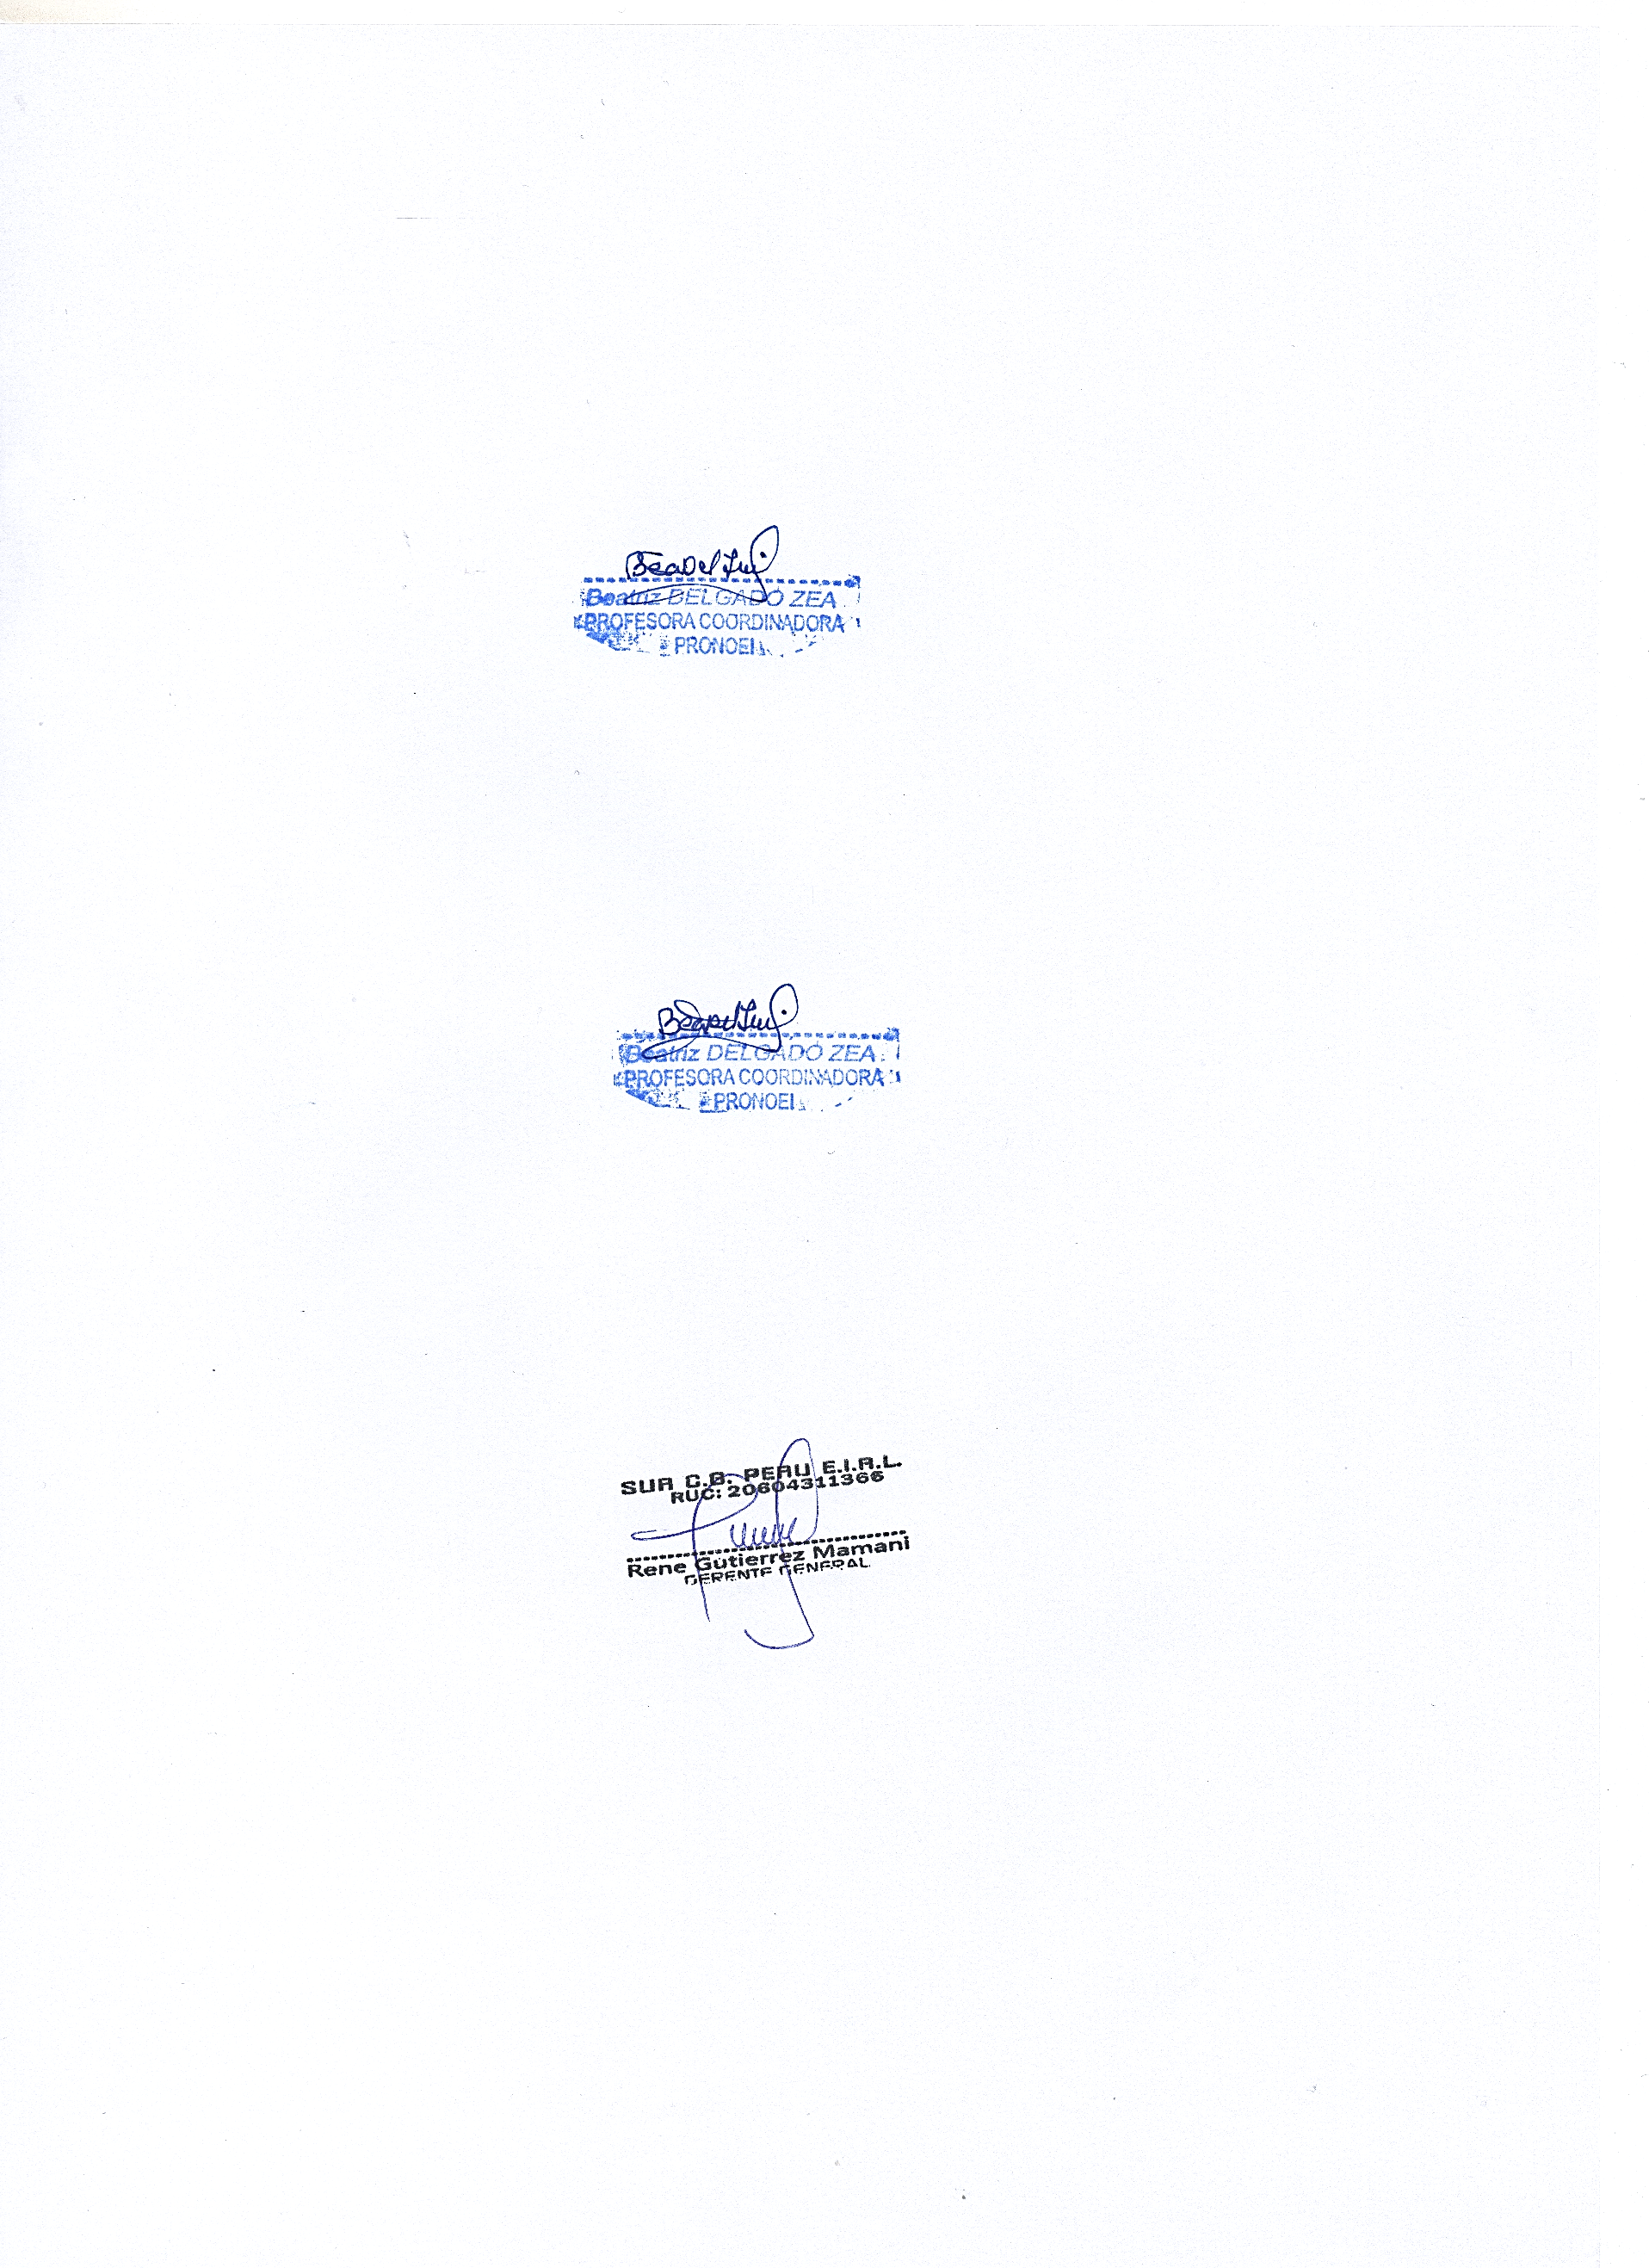 Beatriz DELGADO ZEA
PROFESORA COORDINADORA
PRONOEI
Beatriz DELGADO ZEA
PROFESORA COORDINADORA
PRONOEI
SUR C.B. PERU E.I.R.L.
RUC: 20604311366
Rene Gutierrez Mamani
GERENTE GENERAL